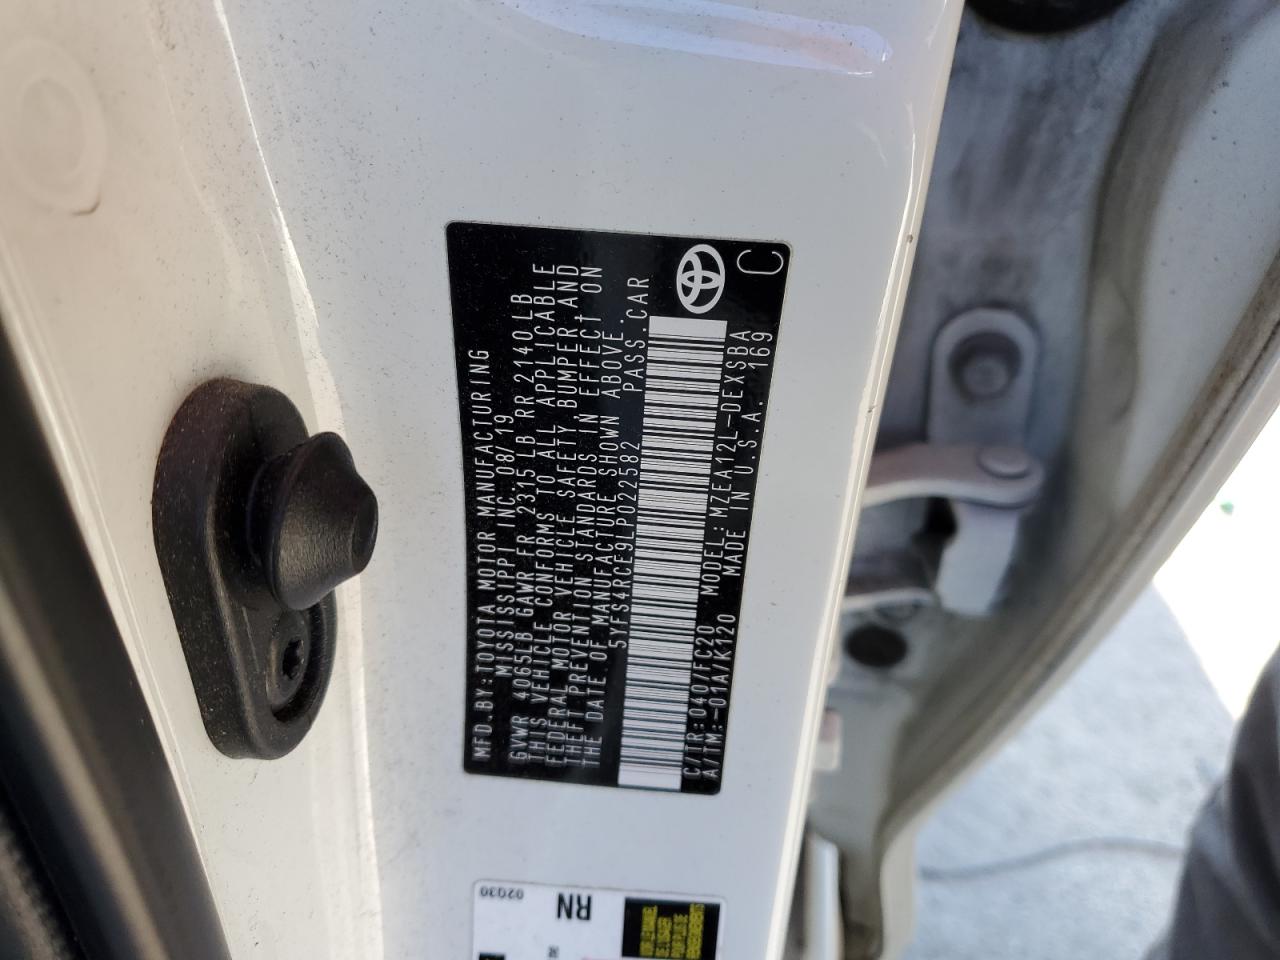 MFD.BY:TOYOTA MOTOR MANUFACTURING
MISSISSIPPI INC. 08/19
GVWR 4065LB GAWR FR 2315 LB RR 2140 LB
THIS VEHICLE CONFORMS TO ALL APPLICABLE
FEDERAL MOTOR VEHICLE SAFETY, BUMPER, AND
THEFT PREVENTION STANDARDS IN EFFECT ON
THE DATE OF MANUFACTURE SHOWN ABOVE.
5YFS4RCE9LP022582 PASS.CAR
C/TR:040/FC20 MODEL:MZEA12L-DEXSBA
A/TM:-01A/K120 MADE IN U.S.A. 169
C
02Q30
RN